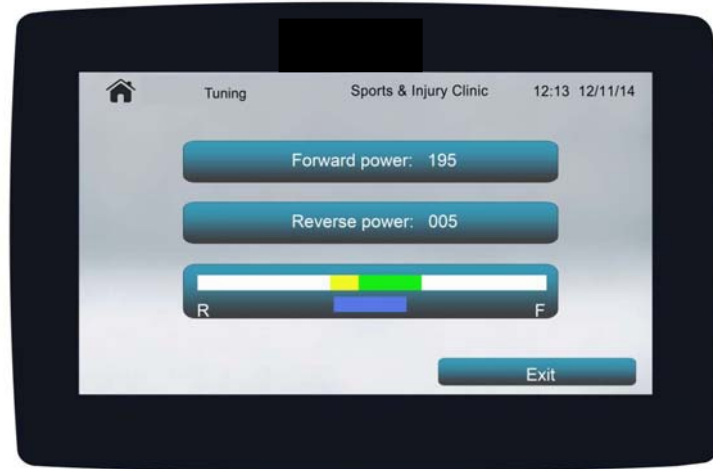 Tuning Sports & Injury Clinic 12:13 12/11/14
Forward power: 195
Reverse power: 005
R F
Exit